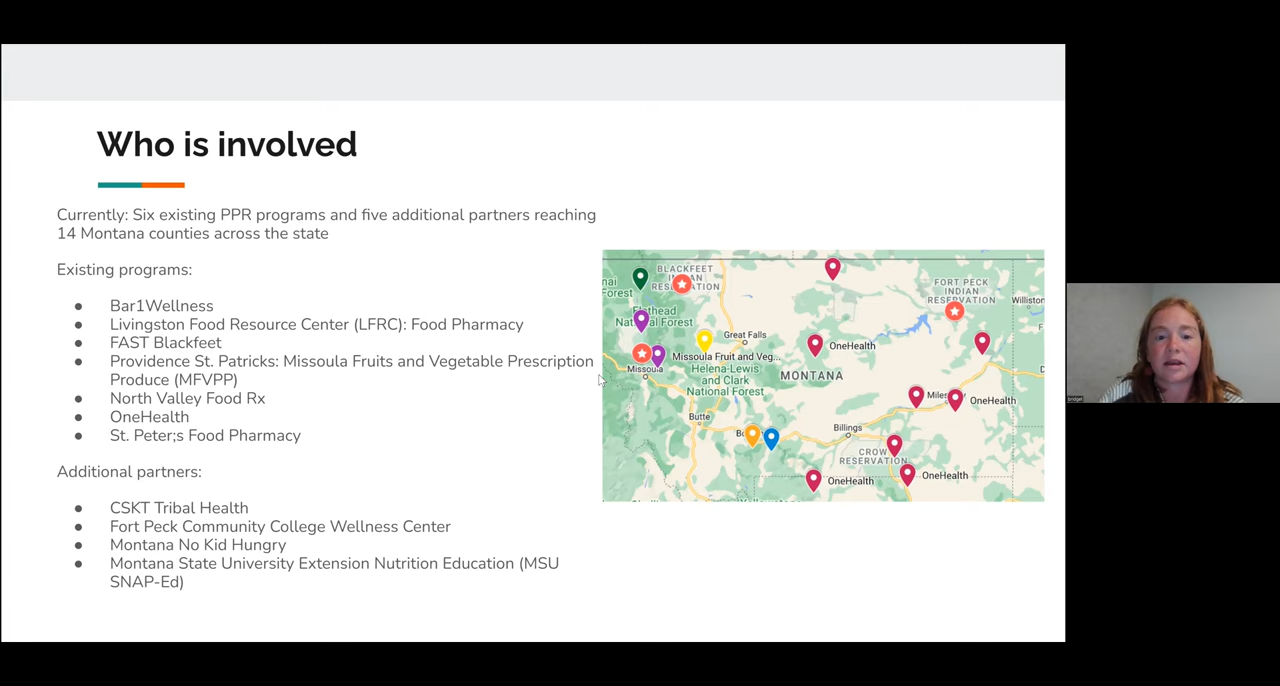 Who is involved
Currently: Six existing PPR programs and five additional partners reaching
14 Montana counties across the state
Existing programs:
● Bar1Wellness
● Livingston Food Resource Center (LFRC): Food Pharmacy
● FAST Blackfeet
● Providence St. Patricks: Missoula Fruits and Vegetable Prescription
Produce (MFVPP)
● North Valley Food Rx
● OneHealth
● St. Peter;s Food Pharmacy
Additional partners:
● CSKT Tribal Health
● Fort Peck Community College Wellness Center
● Montana No Kid Hungry
● Montana State University Extension Nutrition Education (MSU
SNAP-Ed)
BLACKFEET
INDIAN
RESERVATION
nai
Forest
Flathead
National Forest
FORT PECK
INDIAN
RESERVATION
Williston
Great Falls
Missoula Fruit and Veg...
Missoula
Helena-Lewis
and Clark
National Forest
OneHealth
MONTANA
Miles
OneHealth
Butte
Billings
CROW
RESERVATION
OneHealth
OneHealth
bridget